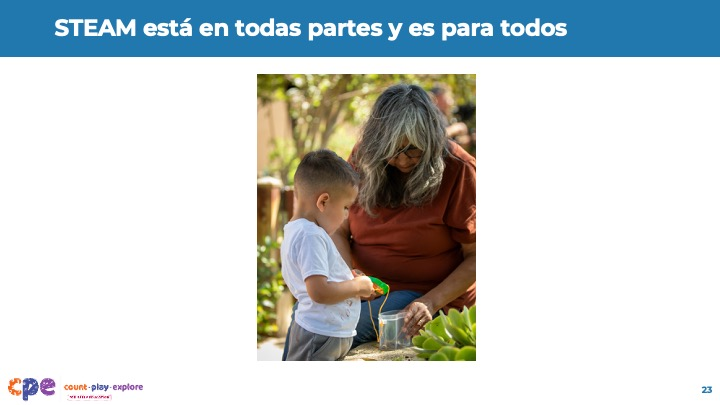 STEAM está en todas partes y es para todos
cpe count·play·explore
23